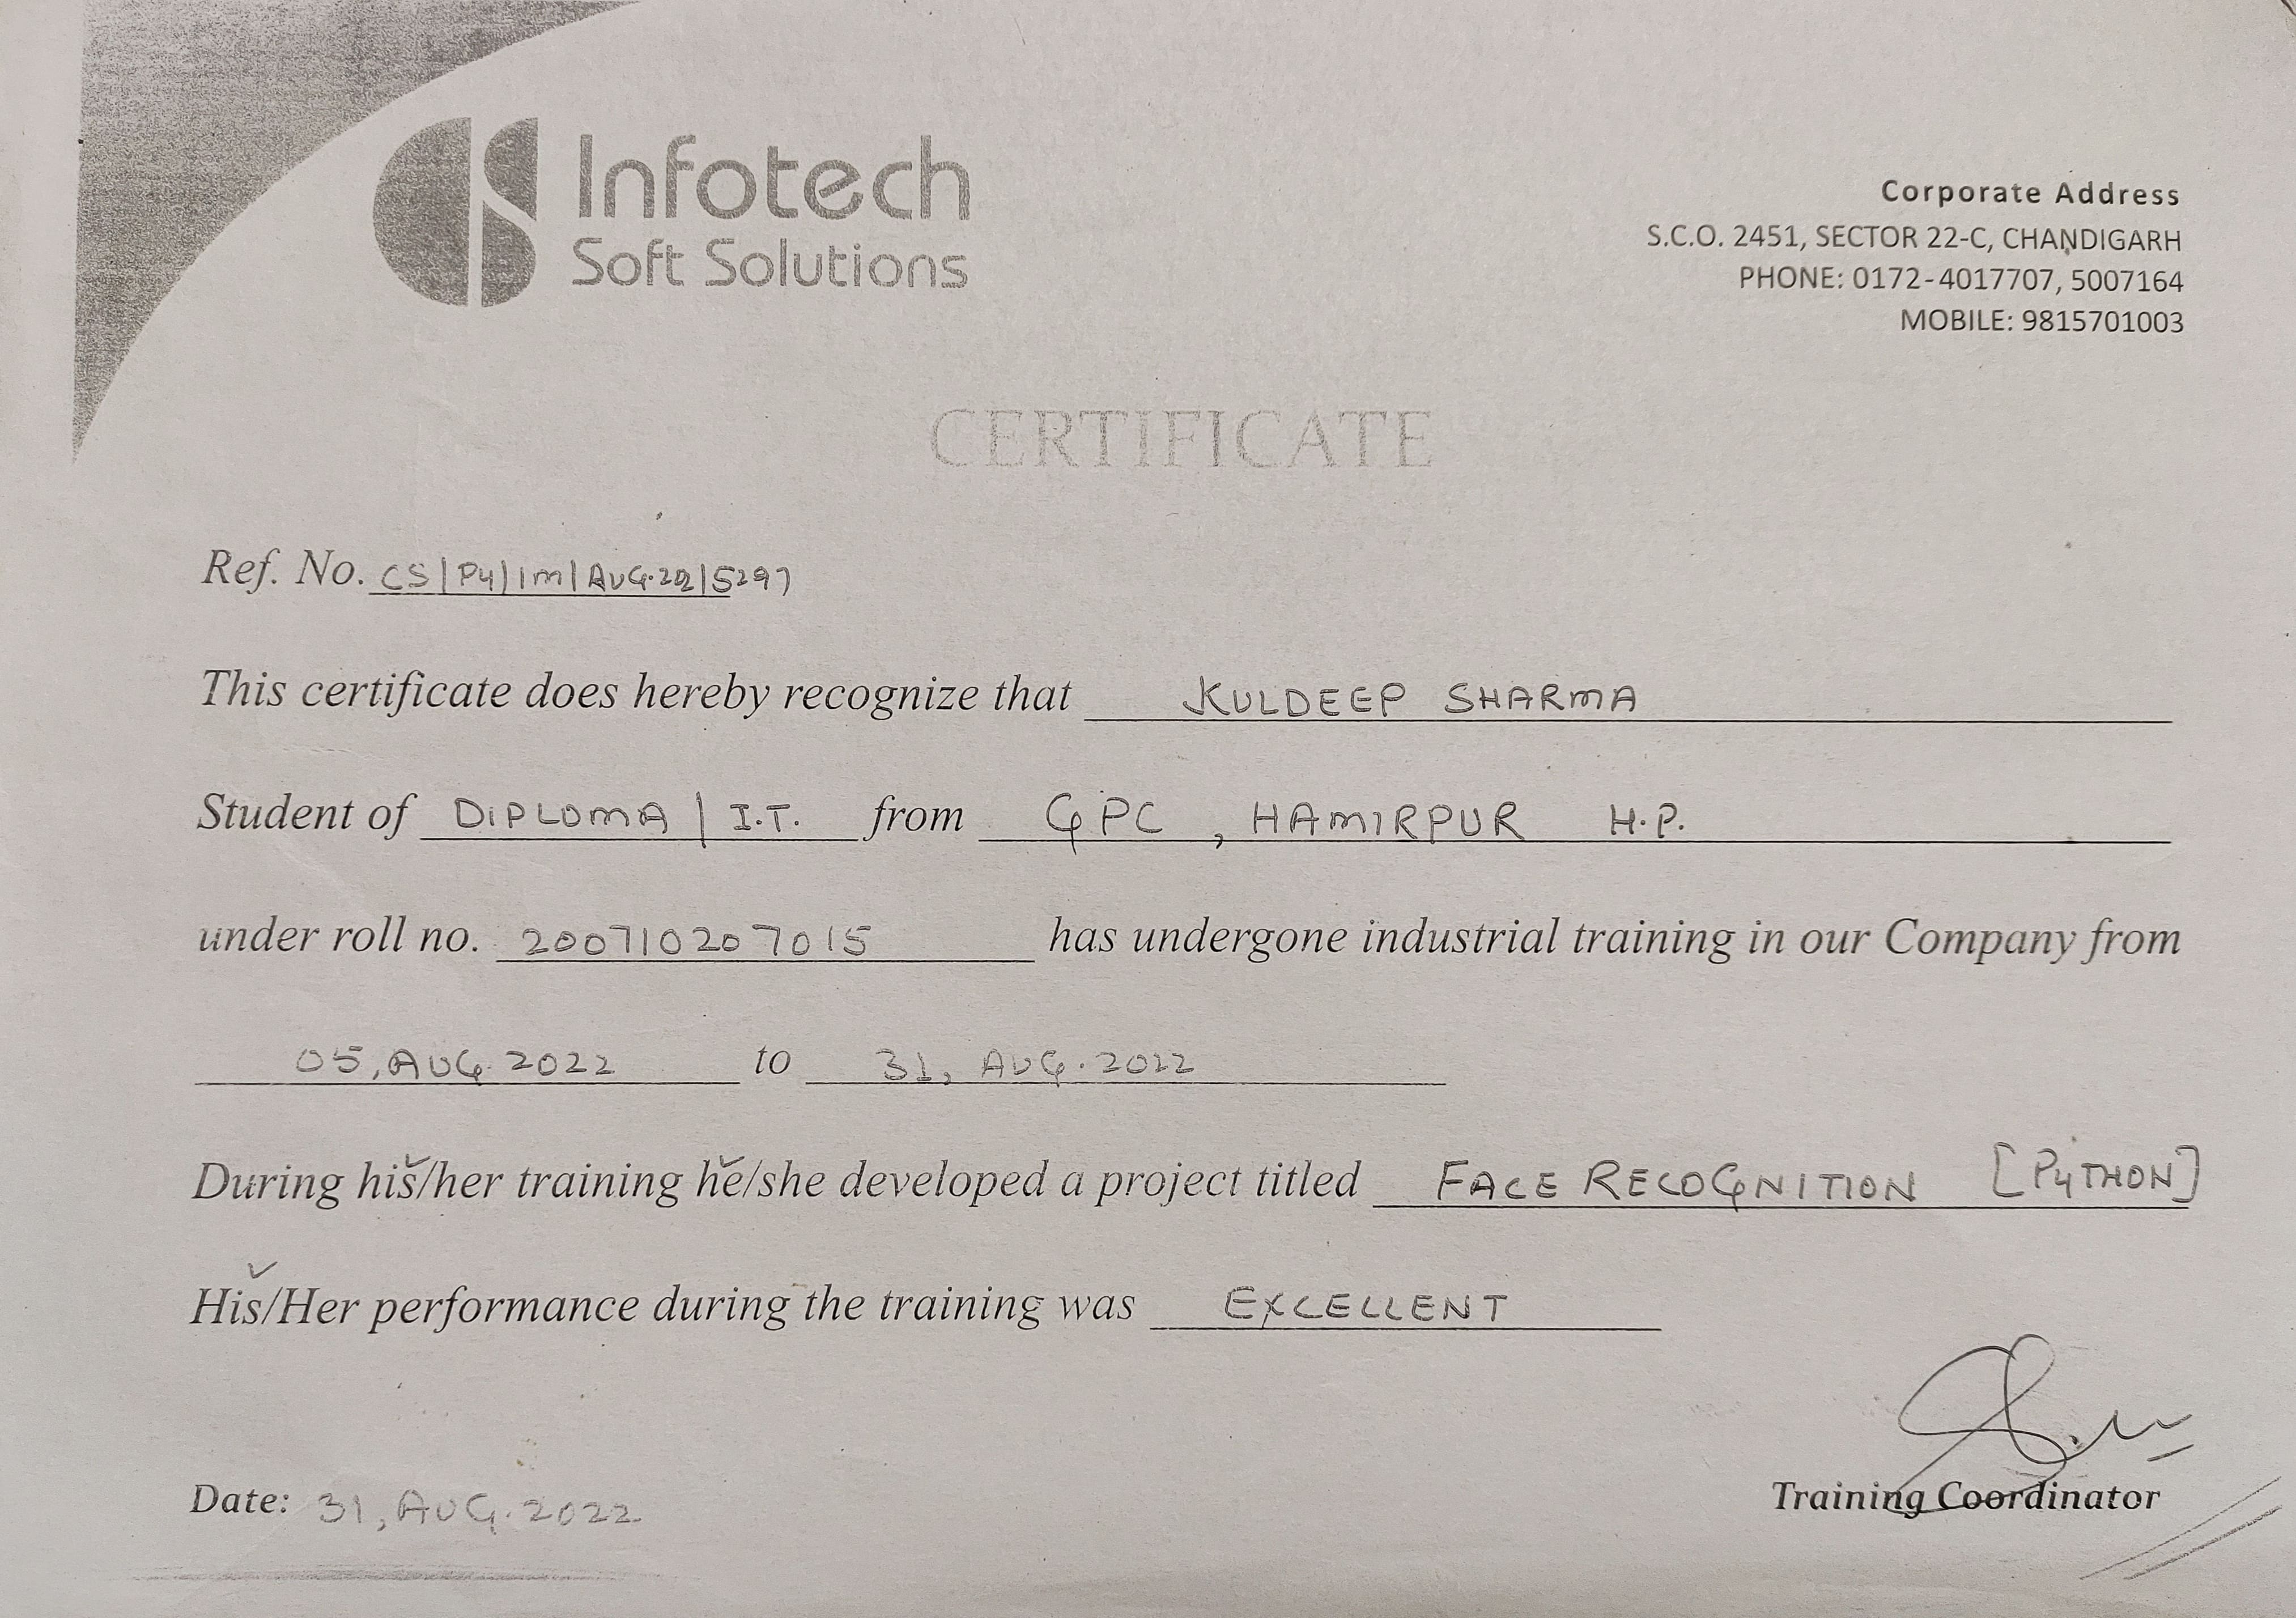 CS Infotech
Soft Solutions
Corporate Address
S.C.O. 2451, SECTOR 22-C, CHANDIGARH
PHONE: 0172-4017707, 5007164
MOBILE: 9815701003
CERTIFICATE
Ref. No. CS|PY|1M|AUG.22|5297
This certificate does hereby recognize that KULDEEP SHARMA
Student of DIPLOMA | I.T. from GPC, HAMIRPUR H.P.
under roll no. 200710207015 has undergone industrial training in our Company from
05, AUG. 2022 to 31, AUG. 2022
During his/her training he/she developed a project titled FACE RECOGNITION [PYTHON]
His/Her performance during the training was EXCELLENT
Training Coordinator
Date: 31, AUG. 2022